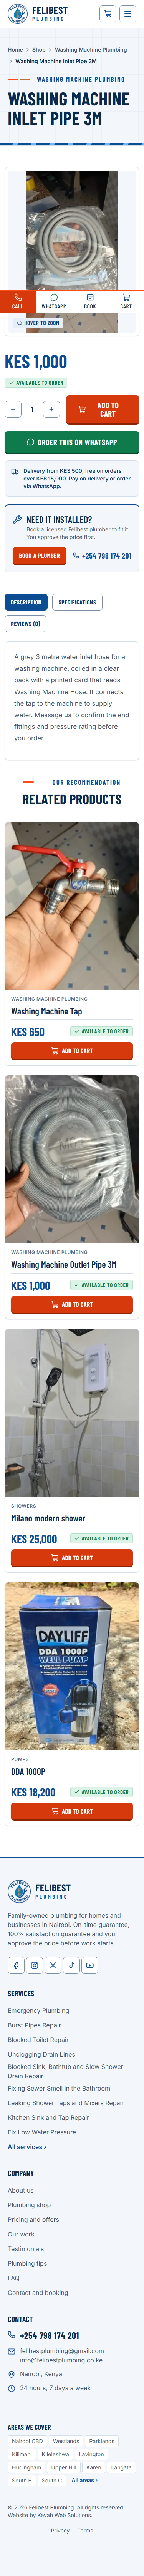 FELIBEST
PLUMBING
Home > Shop > Washing Machine Plumbing
> Washing Machine Inlet Pipe 3M
WASHING MACHINE PLUMBING
WASHING MACHINE
INLET PIPE 3M
CALL
WHATSAPP
BOOK
CART
HOVER TO ZOOM
KES 1,000
AVAILABLE TO ORDER
− 1 +
ADD TO
CART
ORDER THIS ON WHATSAPP
Delivery from KES 500, free on orders
over KES 15,000. Pay on delivery or order
via WhatsApp.
NEED IT INSTALLED?
Book a licensed Felibest plumber to fit it.
You approve the price first.
BOOK A PLUMBER
+254 798 174 201
DESCRIPTION
SPECIFICATIONS
REVIEWS (0)
A grey 3 metre water inlet hose for a
washing machine, coiled in a clear
pack with a printed card that reads
Washing Machine Hose. It connects
the tap to the machine to supply
water. Message us to confirm the end
fittings and pressure rating before
you order.
OUR RECOMMENDATION
RELATED PRODUCTS
WASHING MACHINE PLUMBING
Washing Machine Tap
KES 650
AVAILABLE TO ORDER
ADD TO CART
WASHING MACHINE PLUMBING
Washing Machine Outlet Pipe 3M
KES 1,000
AVAILABLE TO ORDER
ADD TO CART
SHOWERS
Milano modern shower
KES 25,000
AVAILABLE TO ORDER
ADD TO CART
DAYLIFF
DDA 1000P
WELL PUMP
PUMPS
DDA 1000P
KES 18,200
AVAILABLE TO ORDER
ADD TO CART
FELIBEST
PLUMBING
Family-owned plumbing for homes and
businesses in Nairobi. On-time guarantee,
100% satisfaction guarantee and you
approve the price before work starts.
SERVICES
Emergency Plumbing
Burst Pipes Repair
Blocked Toilet Repair
Unclogging Drain Lines
Blocked Sink, Bathtub and Slow Shower
Drain Repair
Fixing Sewer Smell in the Bathroom
Leaking Shower Taps and Mixers Repair
Kitchen Sink and Tap Repair
Fix Low Water Pressure
All services ›
COMPANY
About us
Plumbing shop
Pricing and offers
Our work
Testimonials
Plumbing tips
FAQ
Contact and booking
CONTACT
+254 798 174 201
felibestplumbing@gmail.com
info@felibestplumbing.co.ke
Nairobi, Kenya
24 hours, 7 days a week
AREAS WE COVER
Nairobi CBD Westlands Parklands
Kilimani Kileleshwa Lavington
Hurlingham Upper Hill Karen Langata
South B South C All areas ›
© 2026 Felibest Plumbing. All rights reserved.
Website by Kevah Web Solutions.
Privacy Terms